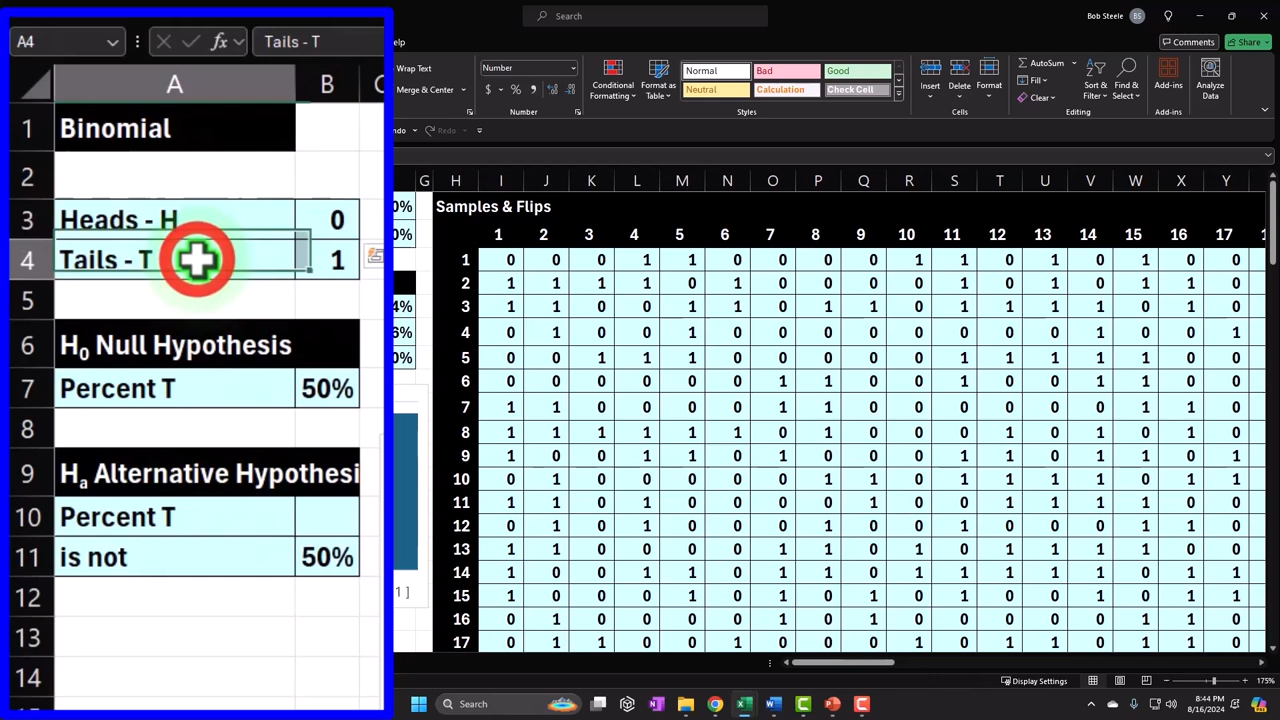 Search
Bob Steele BS
A4
fx
Tails - T
lp
Comments
Share
Wrap Text
Merge & Center
Number
$ % 9
Number
Conditional Formatting
Format as Table
Normal
Bad
Good
Neutral
Calculation
Check Cell
Styles
Insert
Delete
Format
Cells
AutoSum
Fill
Clear
Sort & Filter
Find & Select
Editing
Add-ins
Add-ins
Analyze Data
ndo
Redo
A B C
1 Binomial
2
3 Heads - H 0
4 Tails - T 1
5
6 H0 Null Hypothesis
7 Percent T 50%
8
9 Ha Alternative Hypothesi
10 Percent T
11 is not 50%
12
13
14
G H I J K L M N O P Q R S T U V W X Y
0%
0%
4%
6%
0%
1 ]
Samples & Flips
1 2 3 4 5 6 7 8 9 10 11 12 13 14 15 16 17 1
1 0 0 0 1 1 0 0 0 0 1 1 0 1 0 1 0 0
2 1 1 1 1 0 1 0 0 0 0 1 0 1 0 1 1 0
3 1 1 0 0 1 1 0 1 1 0 1 1 1 0 0 1 0
4 0 1 0 0 1 0 0 0 0 0 0 0 0 0 0 0 1
5 0 0 1 1 1 0 0 0 0 0 1 1 1 1 1 0 0
6 0 0 0 0 0 0 1 1 0 0 1 0 0 1 1 0 0
7 1 1 0 0 0 0 1 1 0 0 0 0 0 0 1 1 0
8 1 1 1 1 1 1 0 1 0 0 0 1 0 1 0 1 0
9 1 0 0 1 0 0 0 0 0 0 1 1 1 1 0 0 1
10 0 0 0 0 0 0 0 1 1 0 1 1 1 1 0 0 1
11 1 1 0 1 0 0 0 0 1 0 0 1 1 1 0 0 0
12 0 1 0 1 0 0 0 1 0 0 1 0 0 1 0 1 0
13 1 1 0 0 0 0 1 1 0 1 0 1 1 1 1 0 0
14 1 0 0 1 1 1 0 1 0 1 1 1 1 0 1 0 1
15 1 0 0 0 1 0 1 0 1 0 1 0 1 0 0 1 1
16 0 1 0 0 0 0 1 0 1 0 0 0 0 0 1 1 0
17 0 1 1 0 0 1 0 0 0 1 0 1 1 0 0 1 0
Display Settings
175%
Search
8:44 PM
8/16/2024